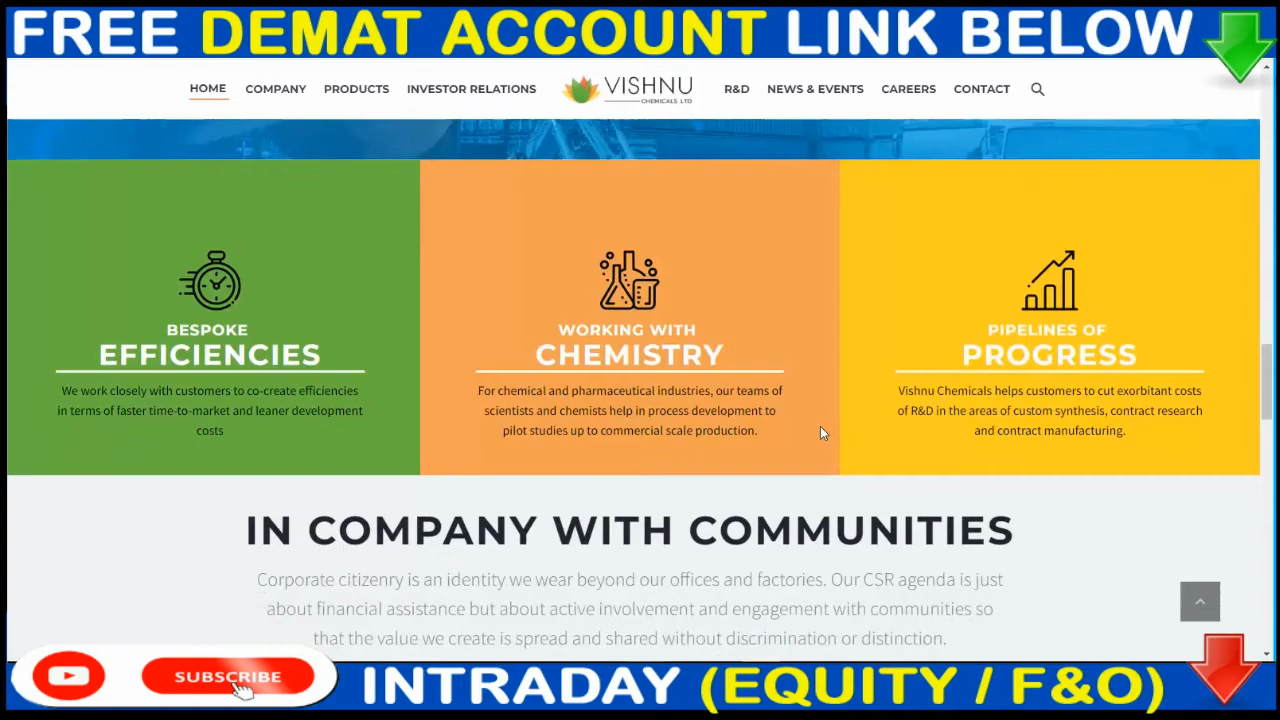 FREE DEMAT ACCOUNT LINK BELOW
HOME COMPANY PRODUCTS INVESTOR RELATIONS VISHNU CHEMICALS LTD R&D NEWS & EVENTS CAREERS CONTACT
BESPOKE
EFFICIENCIES
We work closely with customers to co-create efficiencies
in terms of faster time-to-market and leaner development
costs
WORKING WITH
CHEMISTRY
For chemical and pharmaceutical industries, our teams of
scientists and chemists help in process development to
pilot studies up to commercial scale production.
PIPELINES OF
PROGRESS
Vishnu Chemicals helps customers to cut exorbitant costs
of R&D in the areas of custom synthesis, contract research
and contract manufacturing.
IN COMPANY WITH COMMUNITIES
Corporate citizenry is an identity we wear beyond our offices and factories. Our CSR agenda is just
about financial assistance but about active involvement and engagement with communities so
that the value we create is spread and shared without discrimination or distinction.
SUBSCRIBE
INTRADAY (EQUITY / F&O)